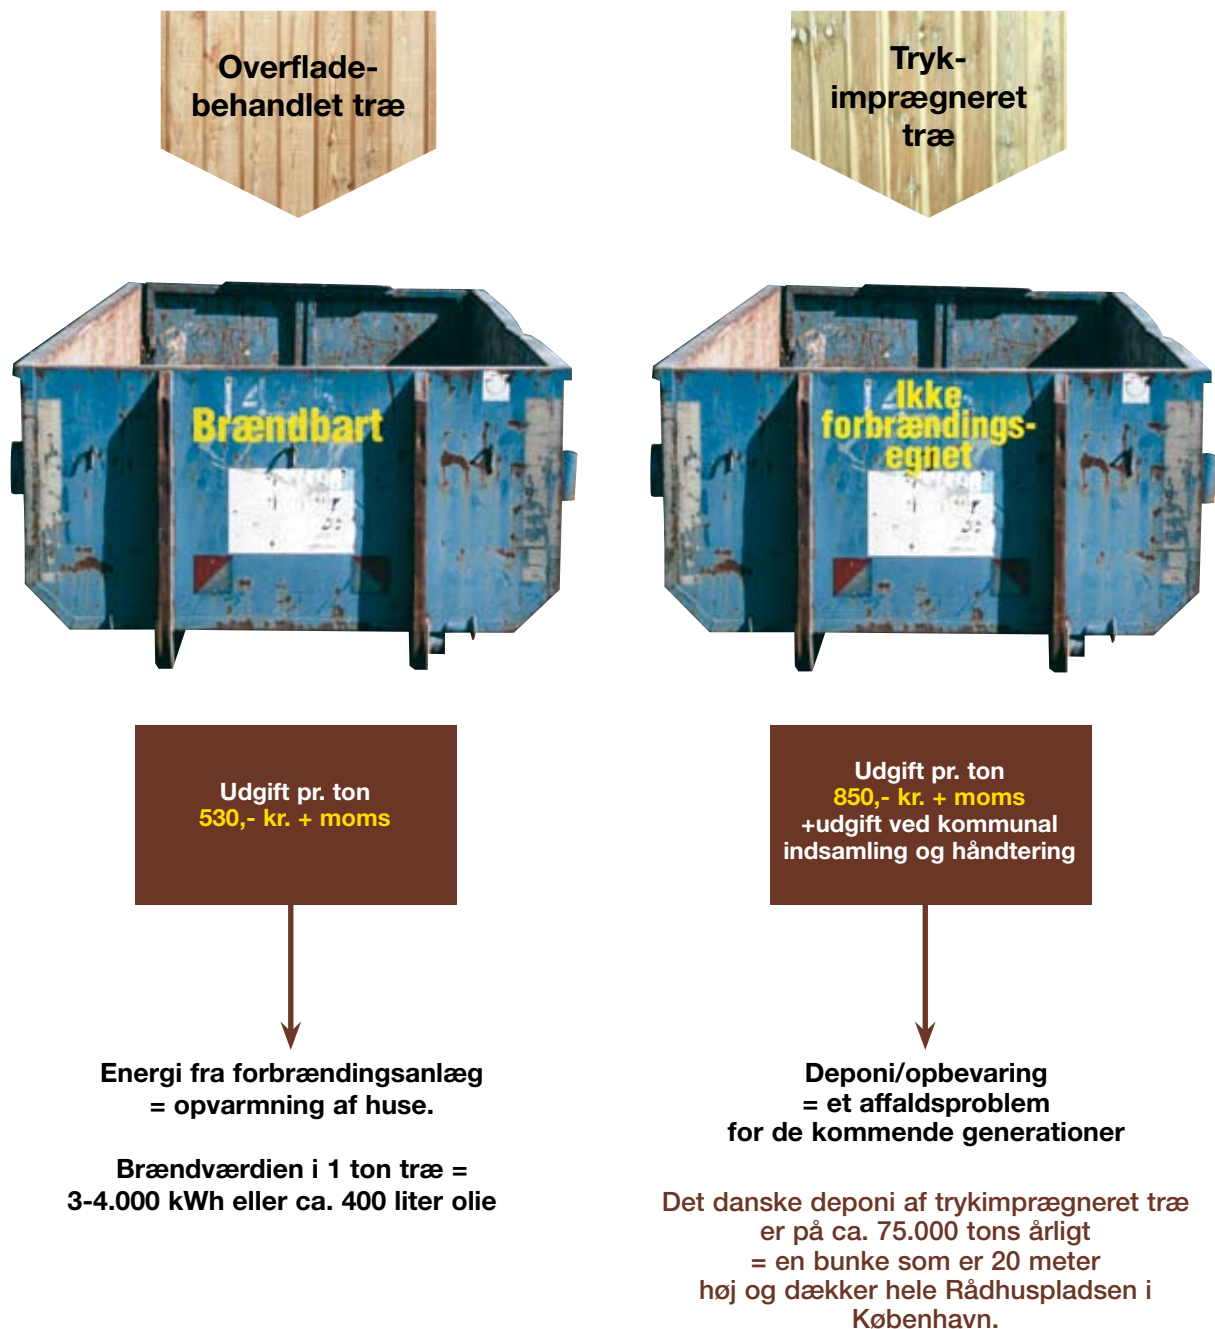 Overflade-
behandlet træ
Tryk-
imprægneret
træ
Brændbart
Ikke
forbrændings-
egnet
Udgift pr. ton
530,- kr. + moms
Udgift pr. ton
850,- kr. + moms
+udgift ved kommunal
indsamling og håndtering
Energi fra forbrændingsanlæg
= opvarmning af huse.
Brændværdien i 1 ton træ =
3-4.000 kWh eller ca. 400 liter olie
Deponi/opbevaring
= et affaldsproblem
for de kommende generationer
Det danske deponi af trykimprægneret træ
er på ca. 75.000 tons årligt
= en bunke som er 20 meter
høj og dækker hele Rådhuspladsen i
København.